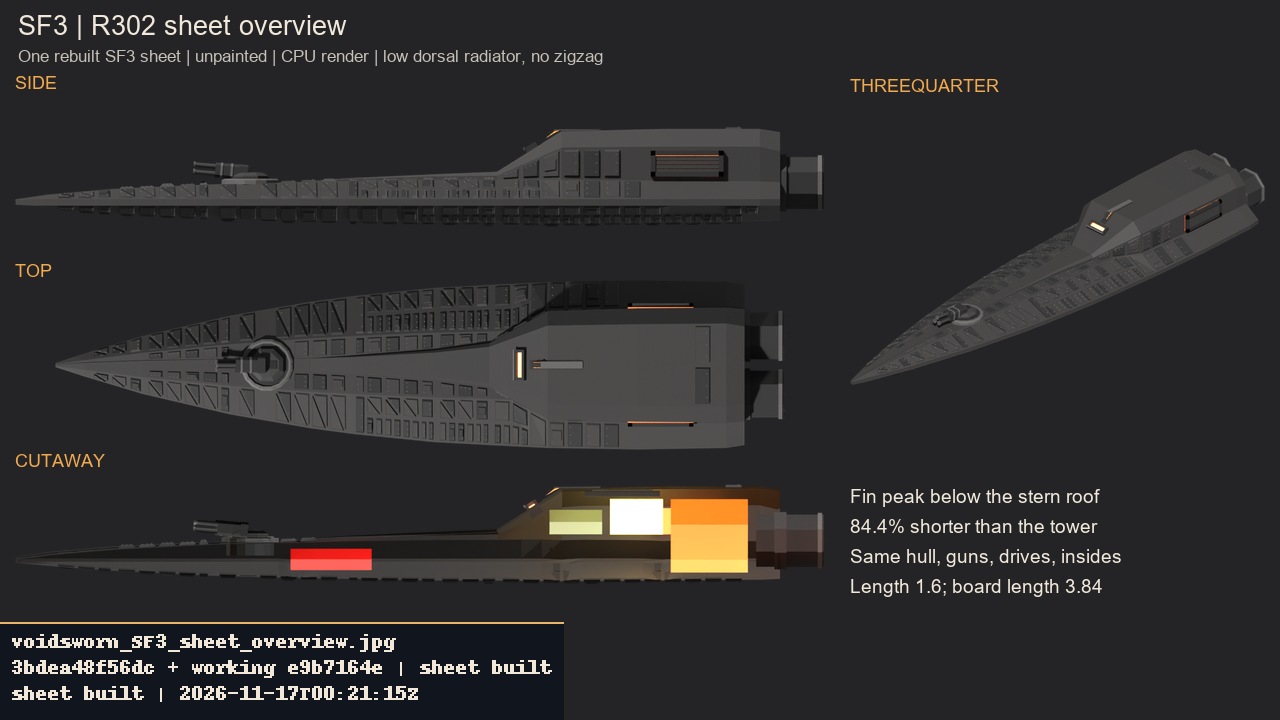 SF3 | R302 sheet overview
One rebuilt SF3 sheet | unpainted | CPU render | low dorsal radiator, no zigzag
SIDE
THREEQUARTER
TOP
CUTAWAY
Fin peak below the stern roof
84.4% shorter than the tower
Same hull, guns, drives, insides
Length 1.6; board length 3.84
voidsworn_SF3_sheet_overview.jpg
3bdea48f56dc + working e9b7164e | sheet built
sheet built | 2026-11-17T00:21:15Z